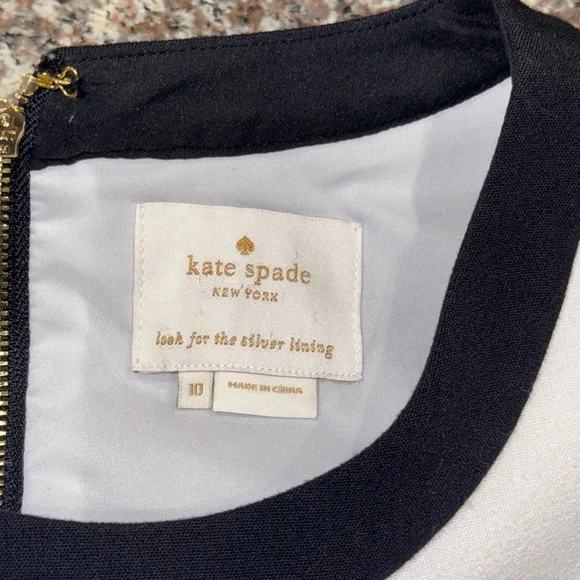 kate spade
NEW YORK
look for the silver lining
10
MADE IN CHINA